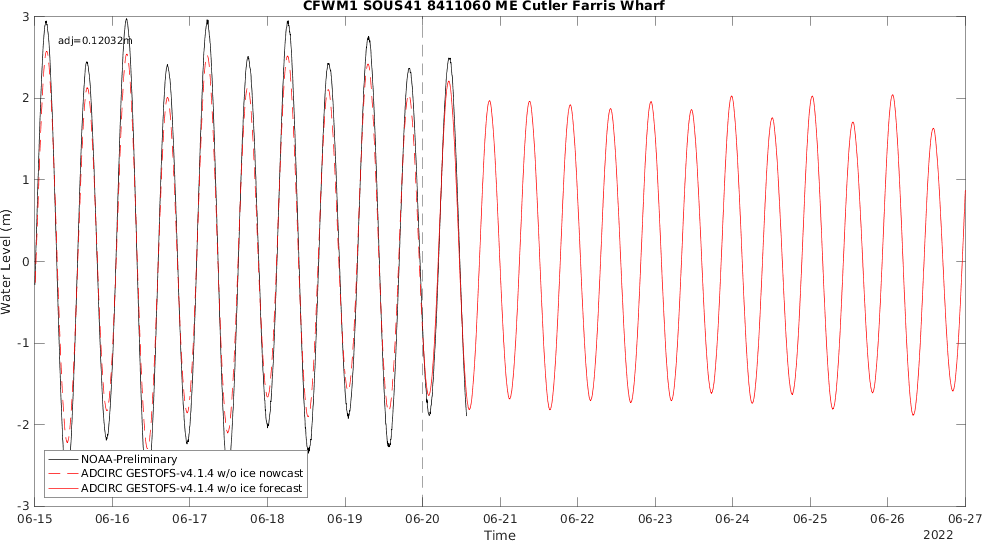 CFWM1 SOUS41 8411060 ME Cutler Farris Wharf
adj=0.12032m
3
2
1
0
-1
-2
-3
Water Level (m)
NOAA-Preliminary
ADCIRC GESTOFS-v4.1.4 w/o ice nowcast
ADCIRC GESTOFS-v4.1.4 w/o ice forecast
06-15 06-16 06-17 06-18 06-19 06-20 06-21 06-22 06-23 06-24 06-25 06-26 06-27
Time
2022